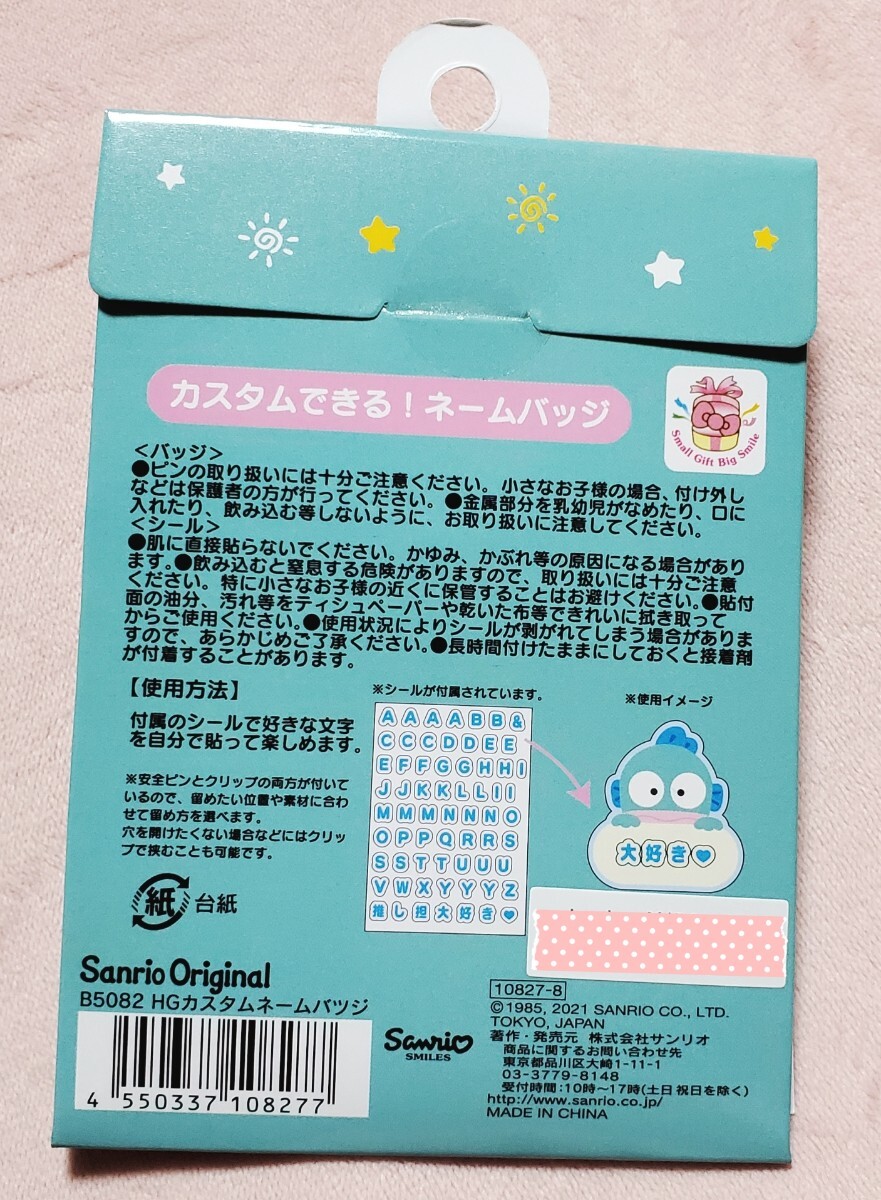 カスタムできる!ネームバッジ
Small Gift Big Smile
<バッジ>
●ピンの取り扱いには十分ご注意ください。小さなお子様の場合、付け外し
などは保護者の方が行ってください。●金属部分を乳幼児がなめたり、口に
入れたり、飲み込む等しないように、お取り扱いに注意してください。
<シール>
●肌に直接貼らないでください。かゆみ、かぶれ等の原因になる場合があり
ます。●飲み込むと窒息する危険がありますので、取り扱いには十分ご注意
ください。特に小さなお子様の近くに保管することはお避けください。●貼付
面の油分、汚れ等をティシュペーパーや乾いた布等できれいに拭き取って
からご使用ください。●使用状況によりシールが剥がれてしまう場合がありま
すので、あらかじめご了承ください。●長時間付けたままにしておくと接着剤
が付着することがあります。
【使用方法】
付属のシールで好きな文字
を自分で貼って楽しめます。
※安全ピンとクリップの両方が付いて
いるので、留めたい位置や素材に合わ
せて留め方を選べます。
穴を開けたくない場合などにはクリッ
プで挟むことも可能です。
紙 台紙
※シールが付属されています。
A A A A B B &
C C C D D E E
E F F G G H H I
J J K K L L I I
M M M N N N O
O P P Q R R S
S S T T U U U
V W X Y Y Y Z
推 し 担 大 好 き ♥
※使用イメージ
大好き♥
Sanrio Original
B5082 HGカスタムネームバツジ
4 550337 108277
Sanrio
SMILES
10827-8
©1985, 2021 SANRIO CO., LTD.
TOKYO, JAPAN
著作・発売元 株式会社サンリオ
商品に関するお問い合わせ先
東京都品川区大崎1-11-1
03-3779-8148
受付時間:10時〜17時(土日祝日を除く)
http://www.sanrio.co.jp/
MADE IN CHINA